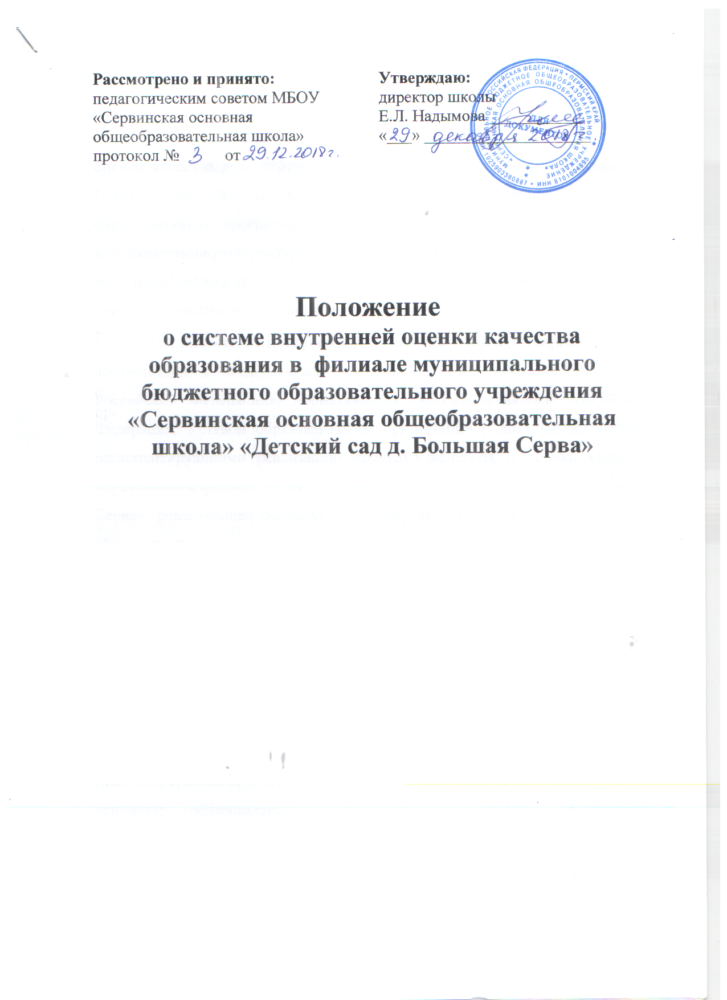 Рассмотрено и принято:
педагогическим советом МБОУ
«Сервинская основная
общеобразовательная школа»
протокол № 3 от 29.12.2018г.
Утверждаю:
директор школы
Е.Л. Надымова
«29» декабря 2018
РОССИЙСКАЯ ФЕДЕРАЦИЯ * ПЕРМСКИЙ КРАЙ *
1025903380887 * ИНН 8101004895
БЮДЖЕТНОЕ ОБЩЕОБРАЗОВАТЕЛЬНОЕ УЧРЕЖДЕНИЕ
ОСНОВНАЯ ОБЩЕОБРАЗОВАТЕЛЬНАЯ ШКОЛА»
ДЛЯ
ДОКУМЕНТОВ
Положение
о системе внутренней оценки качества
образования в филиале муниципального
бюджетного образовательного учреждения
«Сервинская основная общеобразовательная
школа» «Детский сад д. Большая Серва»